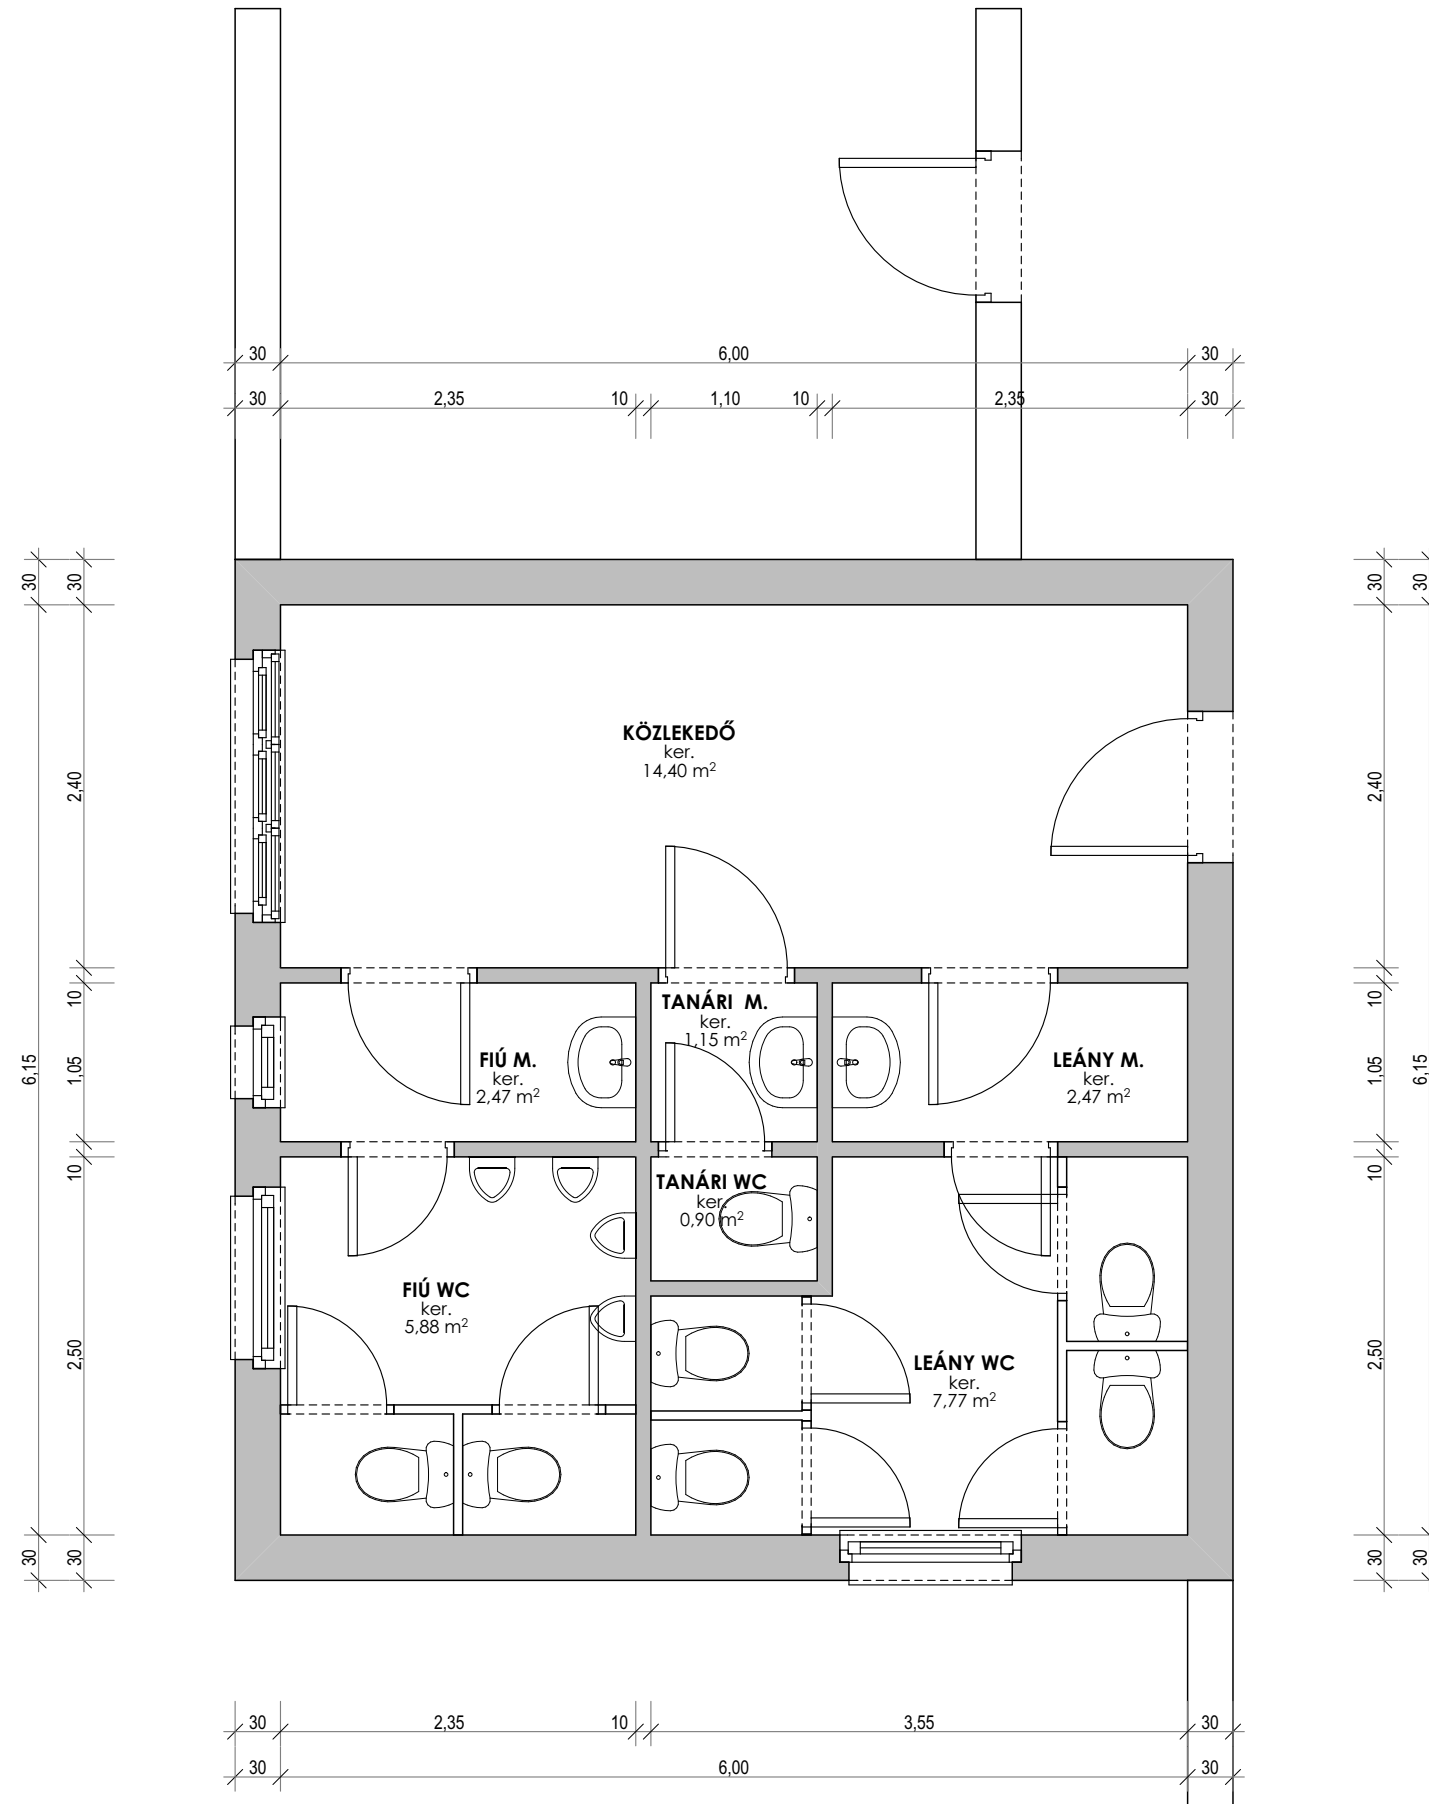 30
6,00
30
30
2,35
10
1,10
10
2,35
30
30
30
30
30
KÖZLEKEDŐ
ker.
14,40 m²
2,40
2,40
10
10
TANÁRI M.
ker.
1,15 m²
FIÚ M.
ker.
2,47 m²
LEÁNY M.
ker.
2,47 m²
6,15
1,05
1,05
6,15
10
10
TANÁRI WC
ker.
0,90 m²
FIÚ WC
ker.
5,88 m²
LEÁNY WC
ker.
7,77 m²
2,50
2,50
30
30
30
30
30
2,35
10
3,55
30
30
6,00
30